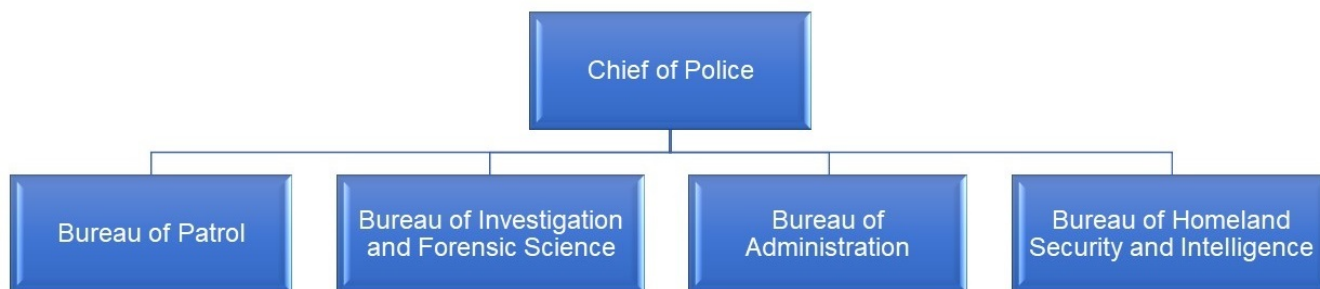 Chief of Police
Bureau of Patrol
Bureau of Investigation
and Forensic Science
Bureau of
Administration
Bureau of Homeland
Security and Intelligence